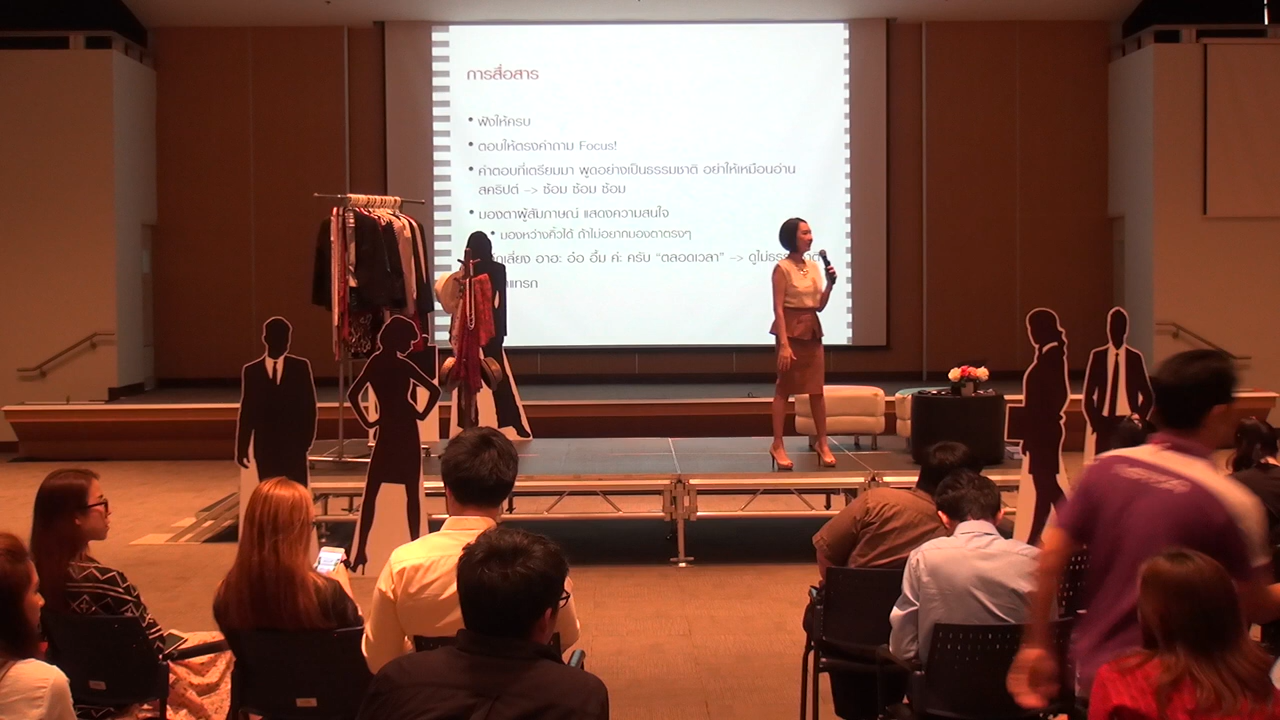 การสื่อสาร
• ฟังให้ครบ
• ตอบให้ตรงคำถาม Focus!
• คำตอบที่เตรียมมา พูดอย่างเป็นธรรมชาติ อย่าให้เหมือนอ่าน
สคริปต์ -> ซ้อม ซ้อม ซ้อม
• มองตาผู้สัมภาษณ์ แสดงความสนใจ
• มองหว่างคิ้วได้ ถ้าไม่อยากมองตาตรงๆ
กเลี่ยง อาฮะ อ๋อ อื้ม ค่ะ ครับ “ตลอดเวลา” -> ดูไม่
แทรก